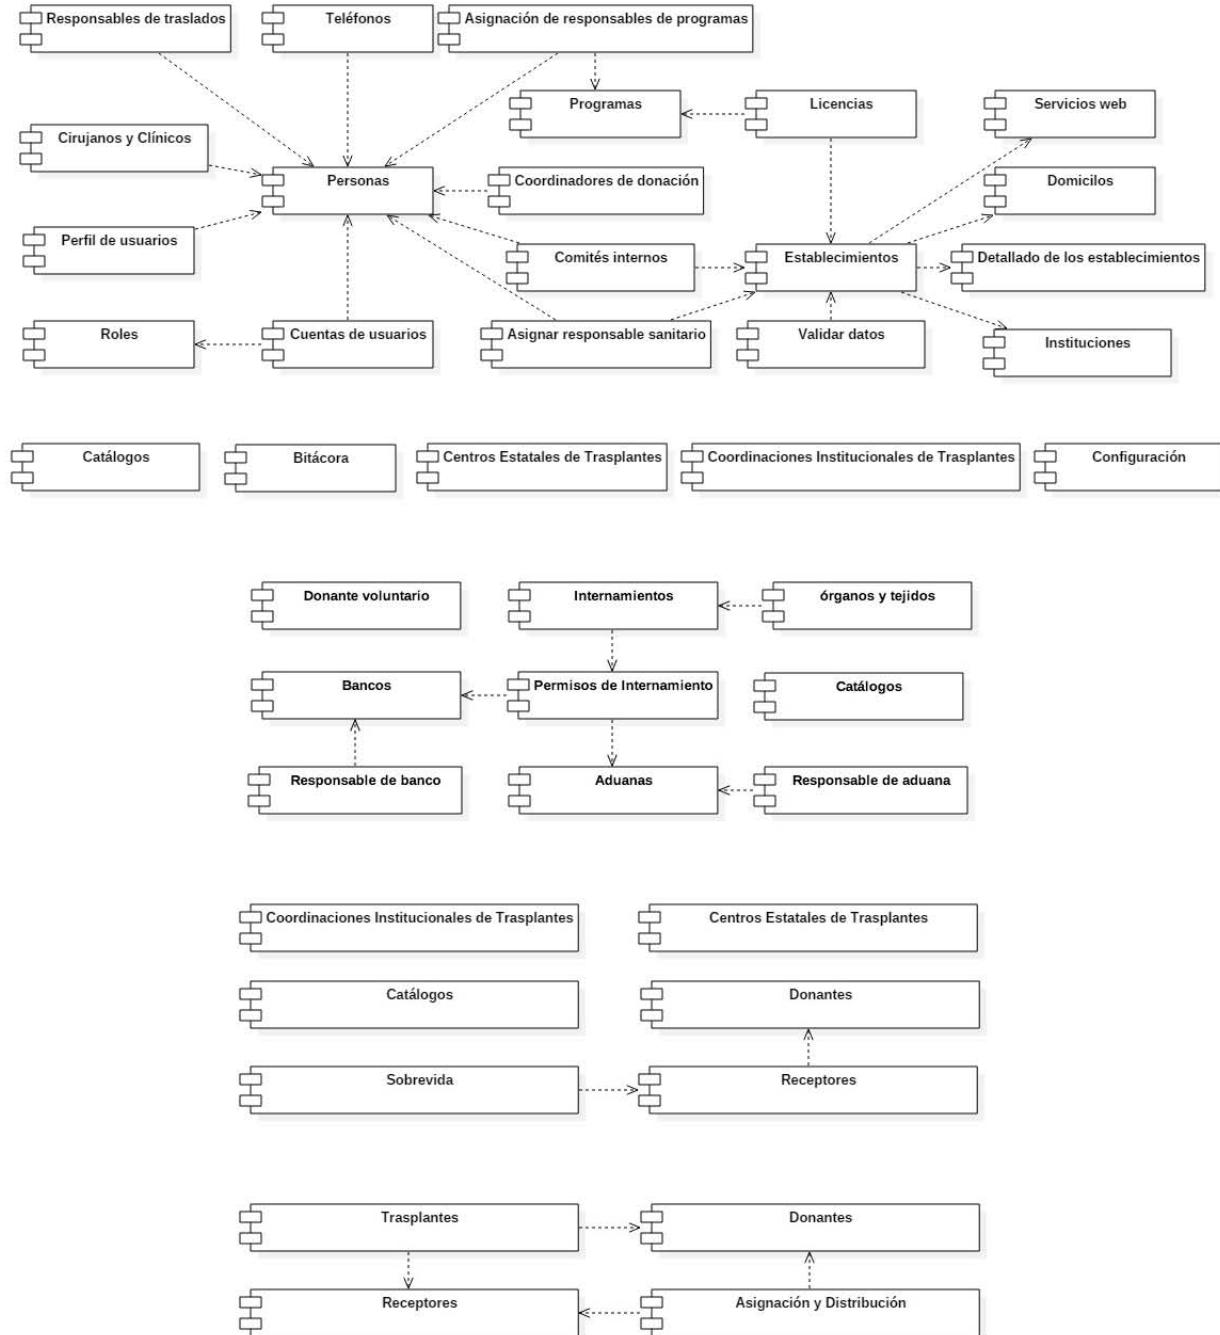 Responsables de traslados
Teléfonos
Asignación de responsables de programas
Programas
Licencias
Servicios web
Cirujanos y Clínicos
Personas
Coordinadores de donación
Domicilos
Perfil de usuarios
Comités internos
Establecimientos
Detallado de los establecimientos
Roles
Cuentas de usuarios
Asignar responsable sanitario
Validar datos
Instituciones
Catálogos
Bitácora
Centros Estatales de Trasplantes
Coordinaciones Institucionales de Trasplantes
Configuración
Donante voluntario
Internamientos
órganos y tejidos
Bancos
Permisos de Internamiento
Catálogos
Responsable de banco
Aduanas
Responsable de aduana
Coordinaciones Institucionales de Trasplantes
Centros Estatales de Trasplantes
Catálogos
Donantes
Sobrevida
Receptores
Trasplantes
Donantes
Receptores
Asignación y Distribución